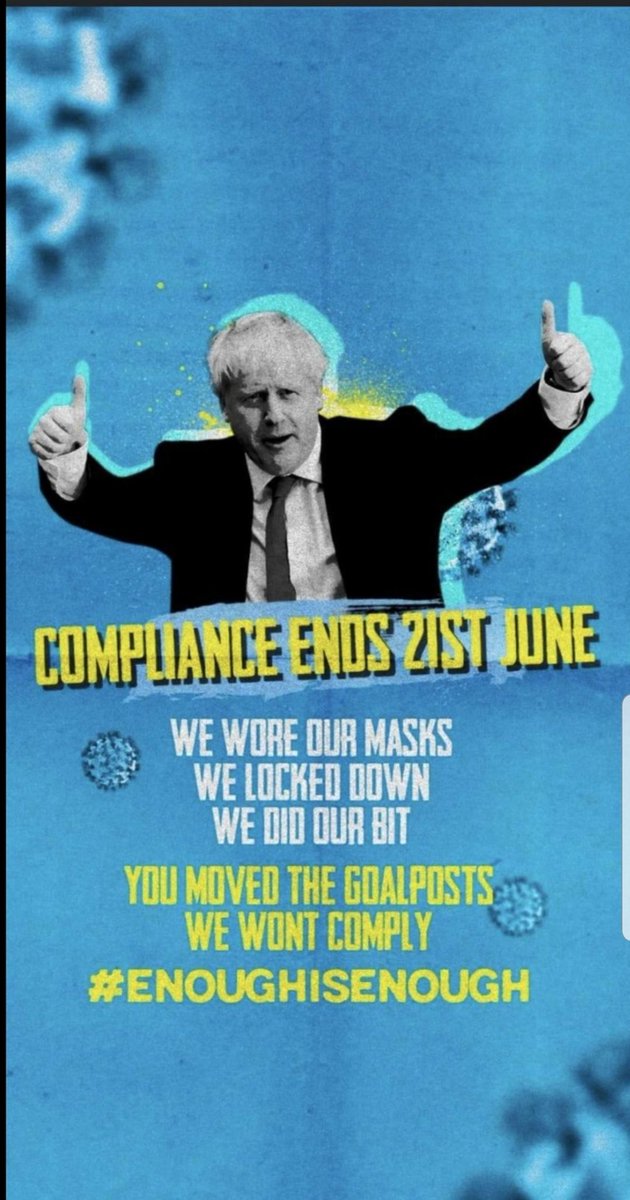 COMPLIANCE ENDS 21ST JUNE
WE WORE OUR MASKS
WE LOCKED DOWN
WE DID OUR BIT
YOU MOVED THE GOALPOSTS
WE WONT COMPLY
#ENOUGHISENOUGH